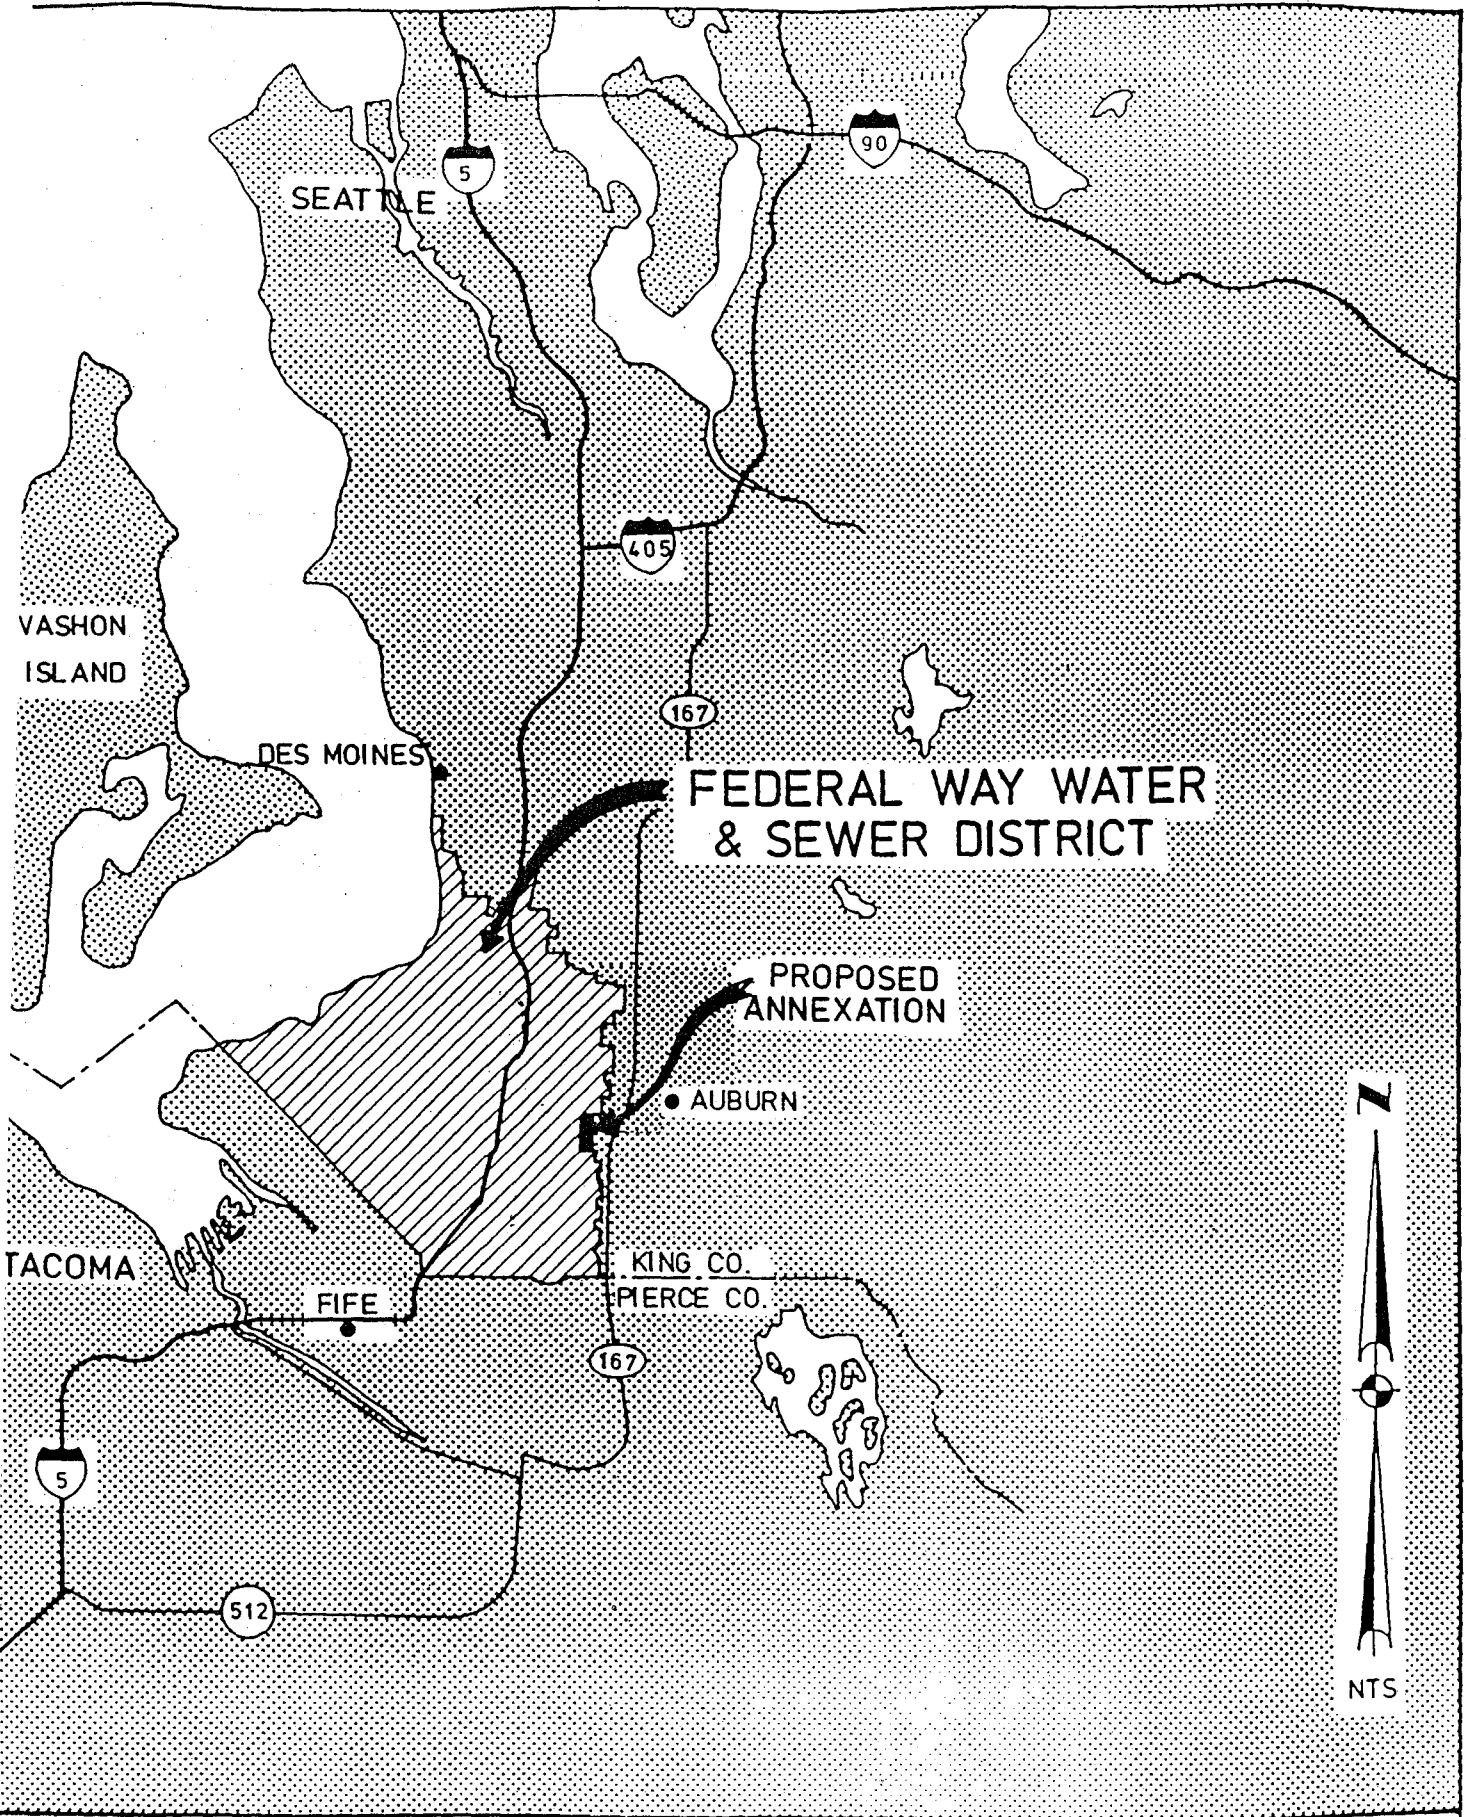 90
5
SEATTLE
405
VASHON
ISLAND
167
DES MOINES
FEDERAL WAY WATER
& SEWER DISTRICT
PROPOSED
ANNEXATION
AUBURN
N
TACOMA
KING CO.
PIERCE CO.
FIFE
167
5
512
NTS